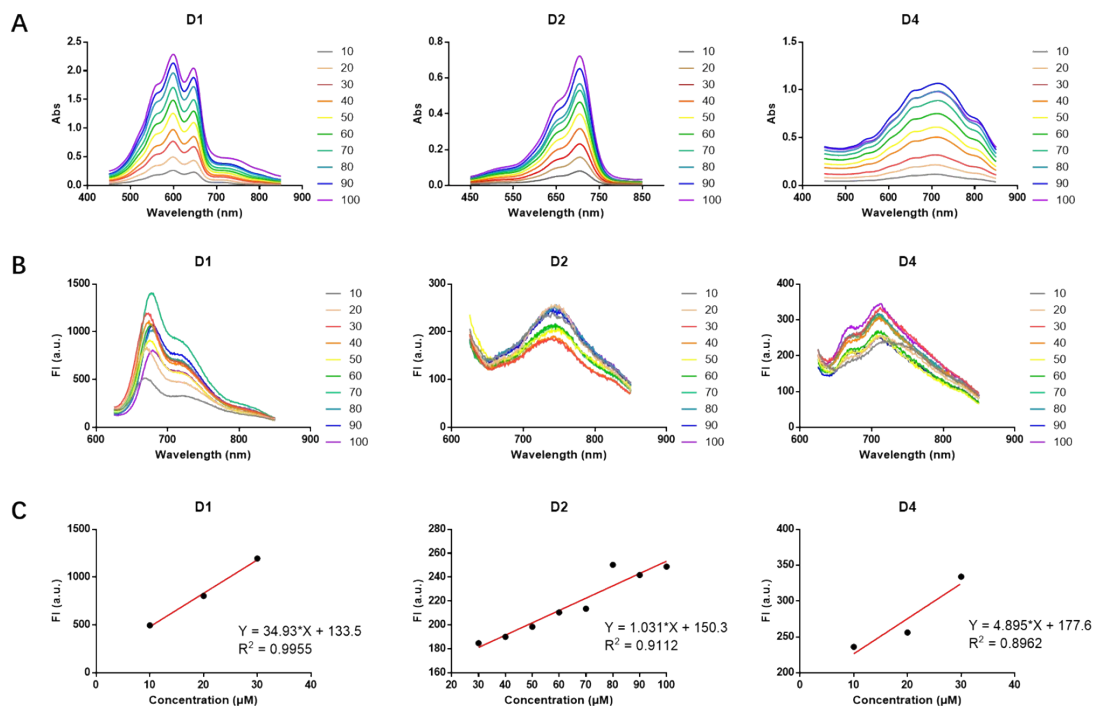 A
D1
Abs
2.5
2.0
1.5
1.0
0.5
0.0
400 500 600 700 800 900
Wavelength (nm)
10
20
30
40
50
60
70
80
90
100
D2
Abs
0.8
0.6
0.4
0.2
0.0
450 550 650 750 850
Wavelength (nm)
10
20
30
40
50
60
70
80
90
100
D4
Abs
1.5
1.0
0.5
0.0
400 500 600 700 800 900
Wavelength (nm)
10
20
30
40
50
60
70
80
90
100
B
D1
FI (a.u.)
1500
1000
500
0
600 700 800 900
Wavelength (nm)
10
20
30
40
50
60
70
80
90
100
D2
FI (a.u.)
300
200
100
0
600 700 800 900
Wavelength (nm)
10
20
30
40
50
60
70
80
90
100
D4
FI (a.u.)
400
300
200
100
0
600 700 800 900
Wavelength (nm)
10
20
30
40
50
60
70
80
90
100
C
D1
FI (a.u.)
1500
1000
500
0
0 10 20 30 40
Concentration (µM)
Y = 34.93*X + 133.5
R² = 0.9955
D2
FI (a.u.)
280
260
240
220
200
180
160
20 30 40 50 60 70 80 90 100
Concentration (µM)
Y = 1.031*X + 150.3
R² = 0.9112
D4
FI (a.u.)
400
350
300
250
200
0 10 20 30 40
Concentration (µM)
Y = 4.895*X + 177.6
R² = 0.8962